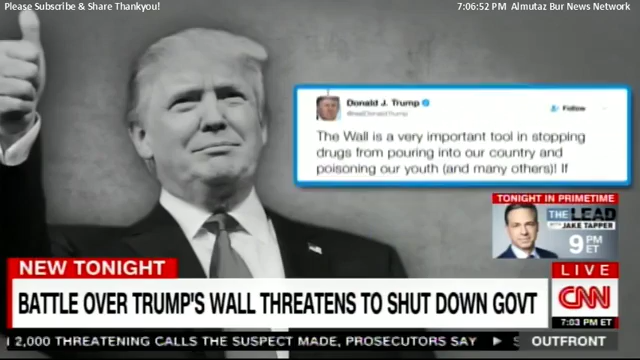 Please Subscribe & Share Thankyou!
7:06:52 PM Almutaz Bur News Network
Donald J. Trump
@realDonaldTrump
Follow
The Wall is a very important tool in stopping
drugs from pouring into our country and
poisoning our youth (and many others)! If
TONIGHT IN PRIMETIME
THE LEAD
WITH JAKE TAPPER
9 PM ET
NEW TONIGHT
LIVE
BATTLE OVER TRUMP'S WALL THREATENS TO SHUT DOWN GOVT
CNN
7:03 PM ET
2,000 THREATENING CALLS THE SUSPECT MADE, PROSECUTORS SAY
OUTFRONT